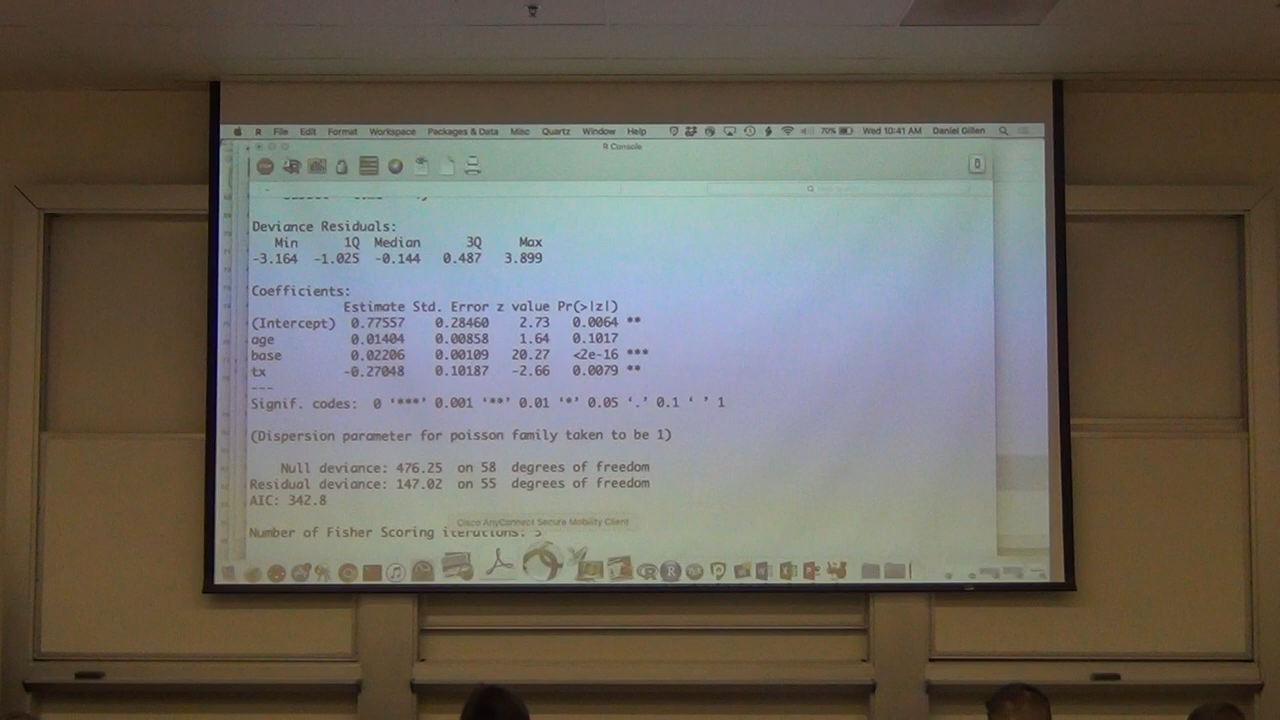 R File Edit Format Workspace Packages & Data Misc Quartz Window Help 70% Wed 10:41 AM Daniel Gillen
R Console
Deviance Residuals:
Min 1Q Median 3Q Max
-3.164 -1.025 -0.144 0.487 3.899
Coefficients:
Estimate Std. Error z value Pr(>|z|)
(Intercept) 0.77557 0.28460 2.73 0.0064 **
age 0.01404 0.00858 1.64 0.1017
base 0.02206 0.00109 20.27 <2e-16 ***
tx -0.27048 0.10187 -2.66 0.0079 **
---
Signif. codes: 0 ‘***’ 0.001 ‘**’ 0.01 ‘*’ 0.05 ‘.’ 0.1 ‘ ’ 1
(Dispersion parameter for poisson family taken to be 1)
Null deviance: 476.25 on 58 degrees of freedom
Residual deviance: 147.02 on 55 degrees of freedom
AIC: 342.8
Cisco AnyConnect Secure Mobility Client
Number of Fisher Scoring iterations: 5